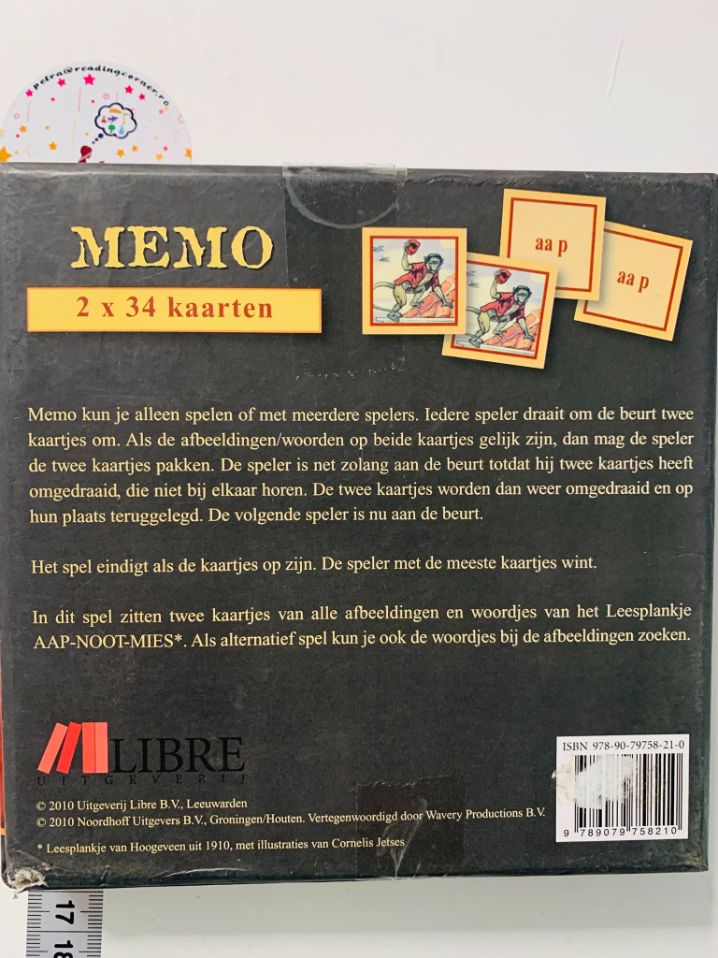 petra@readingcorner.ro
MEMO
2 x 34 kaarten
aa p
aa p
Memo kun je alleen spelen of met meerdere spelers. Iedere speler draait om de beurt twee
kaartjes om. Als de afbeeldingen/woorden op beide kaartjes gelijk zijn, dan mag de speler
de twee kaartjes pakken. De speler is net zolang aan de beurt totdat hij twee kaartjes heeft
omgedraaid, die niet bij elkaar horen. De twee kaartjes worden dan weer omgedraaid en op
hun plaats teruggelegd. De volgende speler is nu aan de beurt.
Het spel eindigt als de kaartjes op zijn. De speler met de meeste kaartjes wint.
In dit spel zitten twee kaartjes van alle afbeeldingen en woordjes van het Leesplankje
AAP-NOOT-MIES*. Als alternatief spel kun je ook de woordjes bij de afbeeldingen zoeken.
LIBRE
UITGEVERIJ
ISBN 978-90-79758-21-0
9 789079 758210
© 2010 Uitgeverij Libre B.V., Leeuwarden
© 2010 Noordhoff Uitgevers B.V., Groningen/Houten. Vertegenwoordigd door Wavery Productions B.V.
* Leesplankje van Hoogeveen uit 1910, met illustraties van Cornelis Jetses
17
18